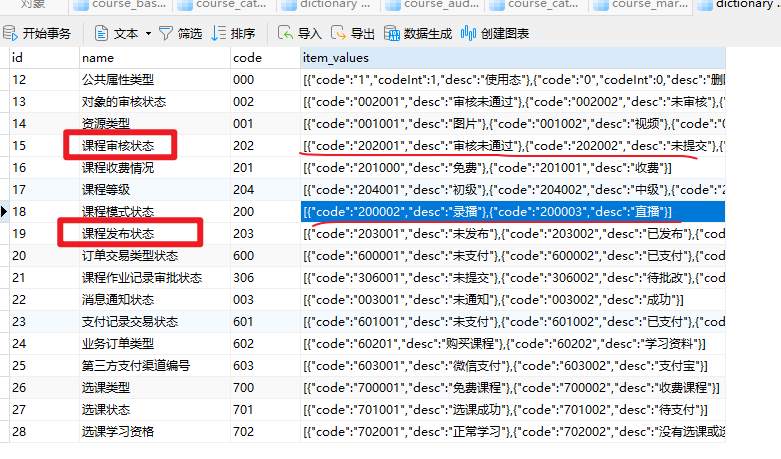 对象 course_bas... course_cat... dictionary ... course_aud... course_cat... course_mar... dictionary ...
开始事务 文本 筛选 排序 导入 导出 数据生成 创建图表
id name code item_values
12 公共属性类型 000 [{"code":"1","codeInt":1,"desc":"使用态"},{"code":"0","codeInt":0,"desc":"删
13 对象的审核状态 002 [{"code":"002001","desc":"审核未通过"},{"code":"002002","desc":"未审核"},{
14 资源类型 001 [{"code":"001001","desc":"图片"},{"code":"001002","desc":"视频"},{"code":"0
15 课程审核状态 202 [{"code":"202001","desc":"审核未通过"},{"code":"202002","desc":"未提交"},{
16 课程收费情况 201 [{"code":"201000","desc":"免费"},{"code":"201001","desc":"收费"}]
17 课程等级 204 [{"code":"204001","desc":"初级"},{"code":"204002","desc":"中级"},{"code":"2
18 课程模式状态 200 [{"code":"200002","desc":"录播"},{"code":"200003","desc":"直播"}]
19 课程发布状态 203 [{"code":"203001","desc":"未发布"},{"code":"203002","desc":"已发布"},{"cod
20 订单交易类型状态 600 [{"code":"600001","desc":"未支付"},{"code":"600002","desc":"已支付"},{"cod
21 课程作业记录审批状态 306 [{"code":"306001","desc":"未提交"},{"code":"306002","desc":"待批改"},{"cod
22 消息通知状态 003 [{"code":"003001","desc":"未通知"},{"code":"003002","desc":"成功"}]
23 支付记录交易状态 601 [{"code":"601001","desc":"未支付"},{"code":"601002","desc":"已支付"},{"cod
24 业务订单类型 602 [{"code":"60201","desc":"购买课程"},{"code":"60202","desc":"学习资料"}]
25 第三方支付渠道编号 603 [{"code":"603001","desc":"微信支付"},{"code":"603002","desc":"支付宝"}]
26 选课类型 700 [{"code":"700001","desc":"免费课程"},{"code":"700002","desc":"收费课程"}]
27 选课状态 701 [{"code":"701001","desc":"选课成功"},{"code":"701002","desc":"待支付"}]
28 选课学习资格 702 [{"code":"702001","desc":"正常学习"},{"code":"702002","desc":"没有选课或